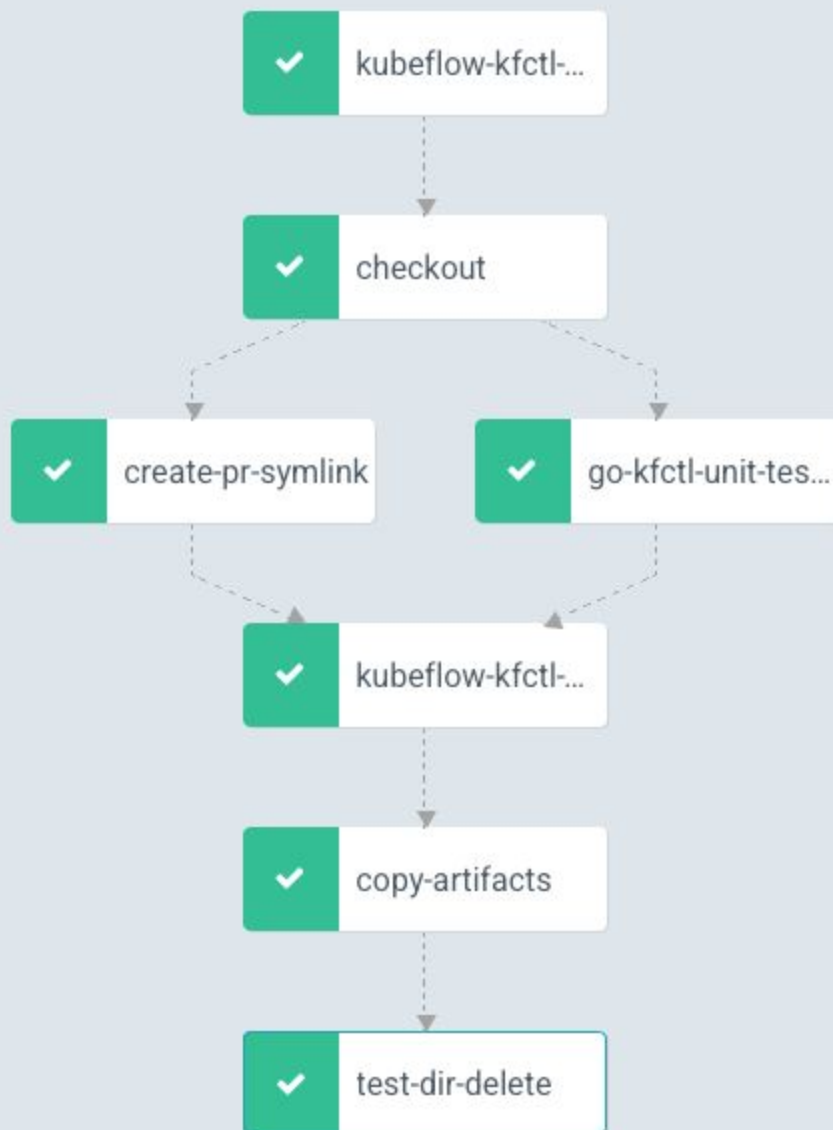 kubeflow-kfctl-...
checkout
create-pr-symlink
go-kfctl-unit-tes...
kubeflow-kfctl-...
copy-artifacts
test-dir-delete